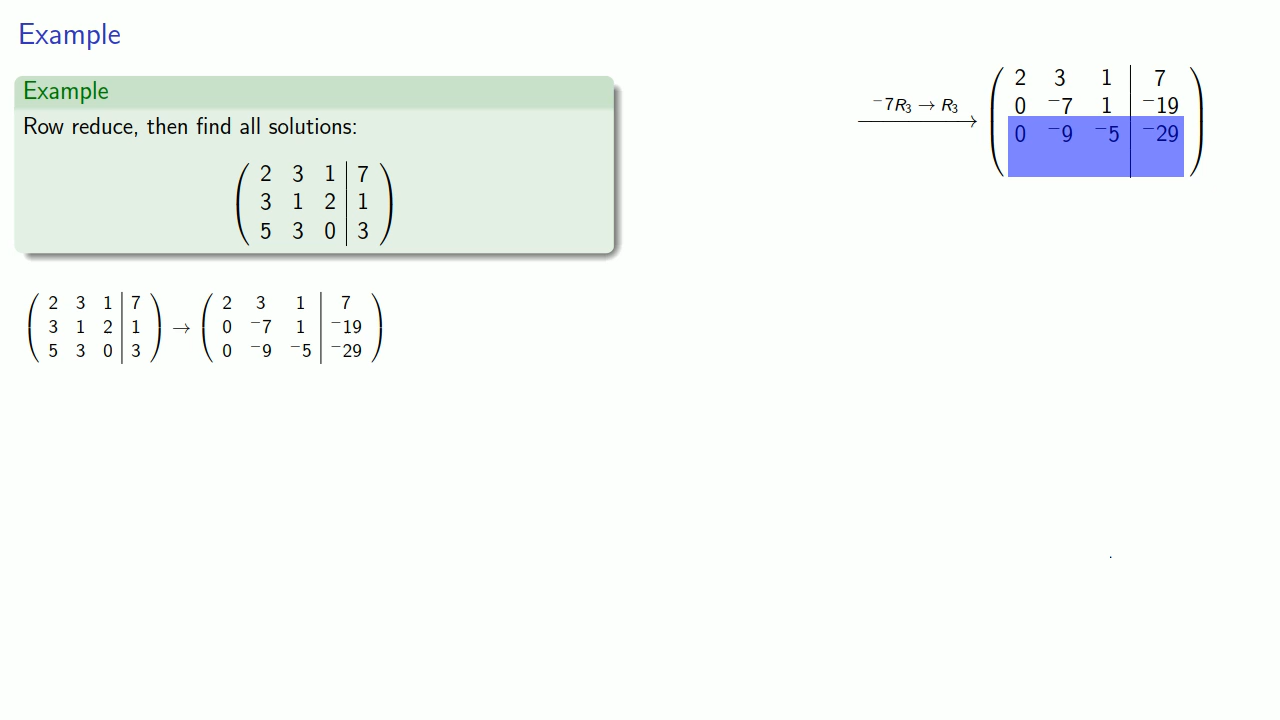 Example
Example
Row reduce, then find all solutions:
2 3 1 | 7
3 1 2 | 1
5 3 0 | 3
2 3 1 | 7 → 2 3 1 | 7
3 1 2 | 1 0 ⁻7 1 | ⁻19
5 3 0 | 3 0 ⁻9 ⁻5 | ⁻29
⁻7R₃ → R₃
2 3 1 | 7
0 ⁻7 1 | ⁻19
0 ⁻9 ⁻5 | ⁻29